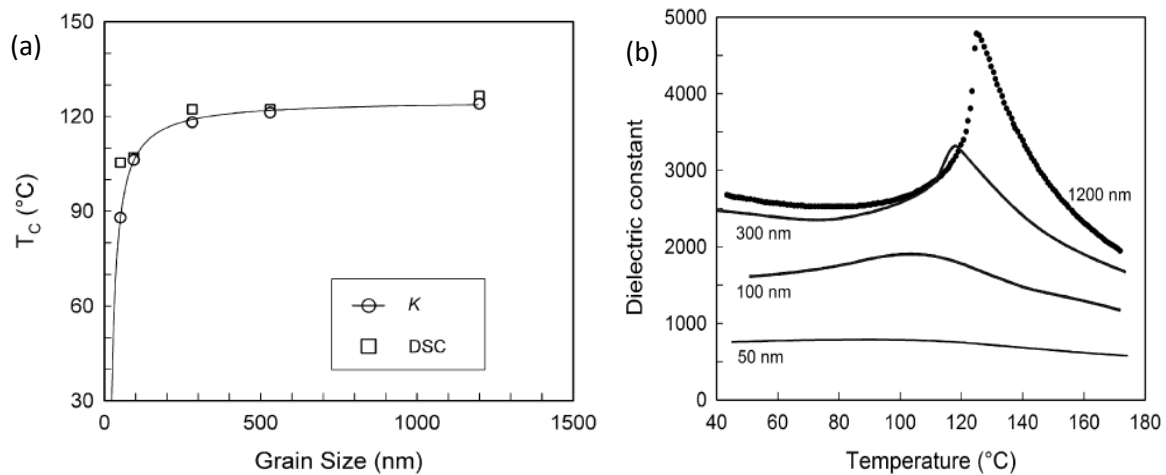 (a)
150
120
90
60
30
T_C (°C)
K
DSC
0
500
1000
1500
Grain Size (nm)
(b)
5000
4000
3000
2000
1000
0
Dielectric constant
1200 nm
300 nm
100 nm
50 nm
40
60
80
100
120
140
160
180
Temperature (°C)